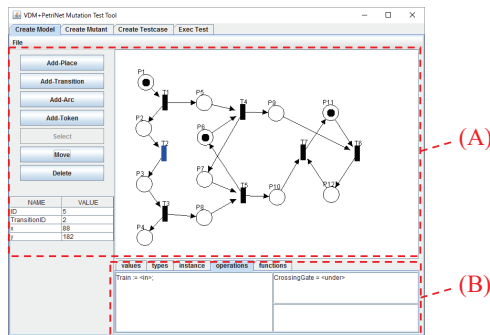 VDM+PetriNet Mutation Test Tool
Create Model Create Mutant Create Testcase Exec Test
File
Add-Place
Add-Transition
Add-Arc
Add-Token
Select
Move
Delete
NAME VALUE
ID 5
TransitionID 2
x 88
y 182
P1
T1
P5
T4
P9
P11
P2
P6
T2
T7
T6
P3
P7
T3
T5
P4
P8
P10
P12
(A)
values types instance operations functions
Train := <in>;
CrossingGate = <under>
(B)